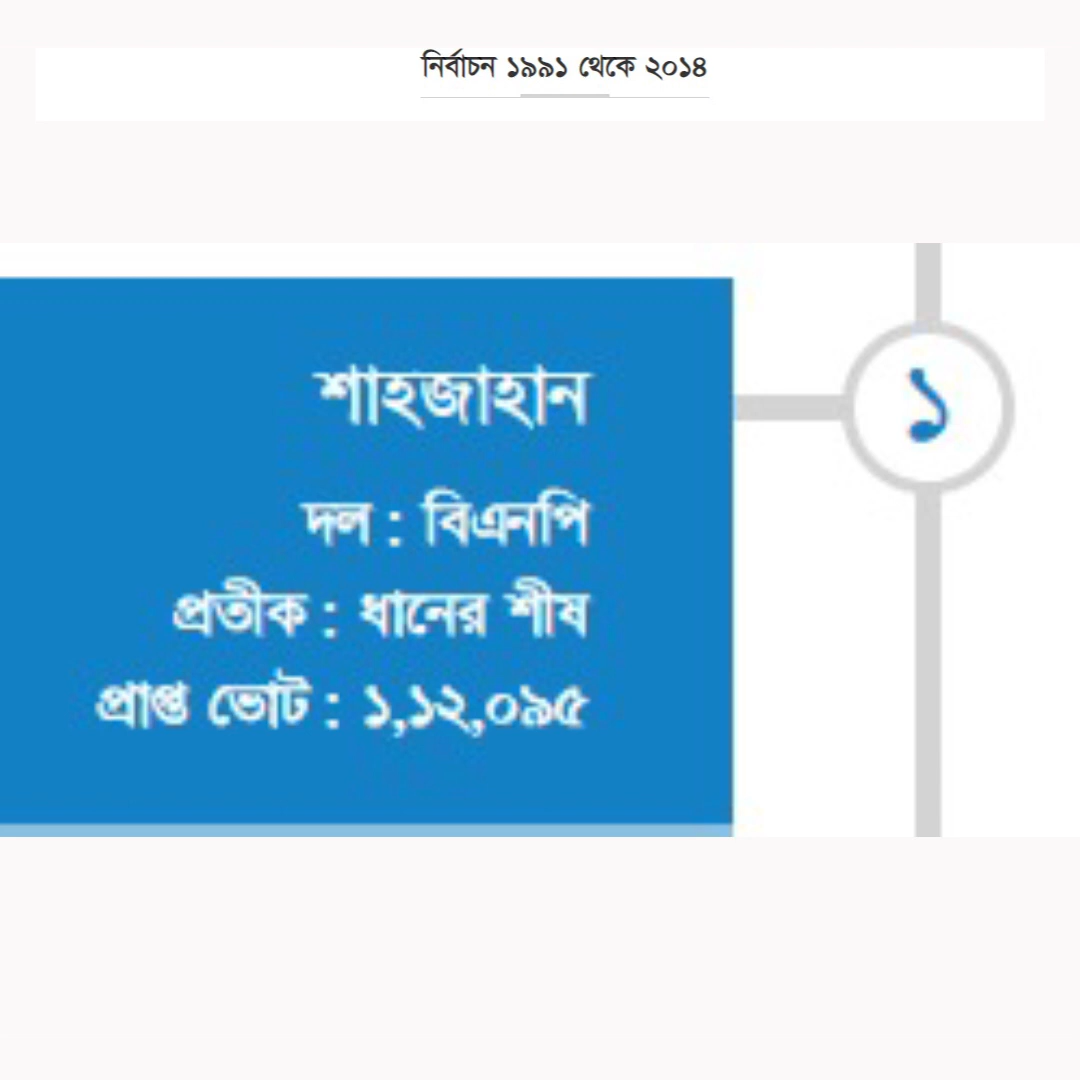 নির্বাচন ১৯৯১ থেকে ২০১৪
শাহজাহান
১
দল : বিএনপি
প্রতীক : ধানের শীষ
প্রাপ্ত ভোট : ১,১২,০৯৫